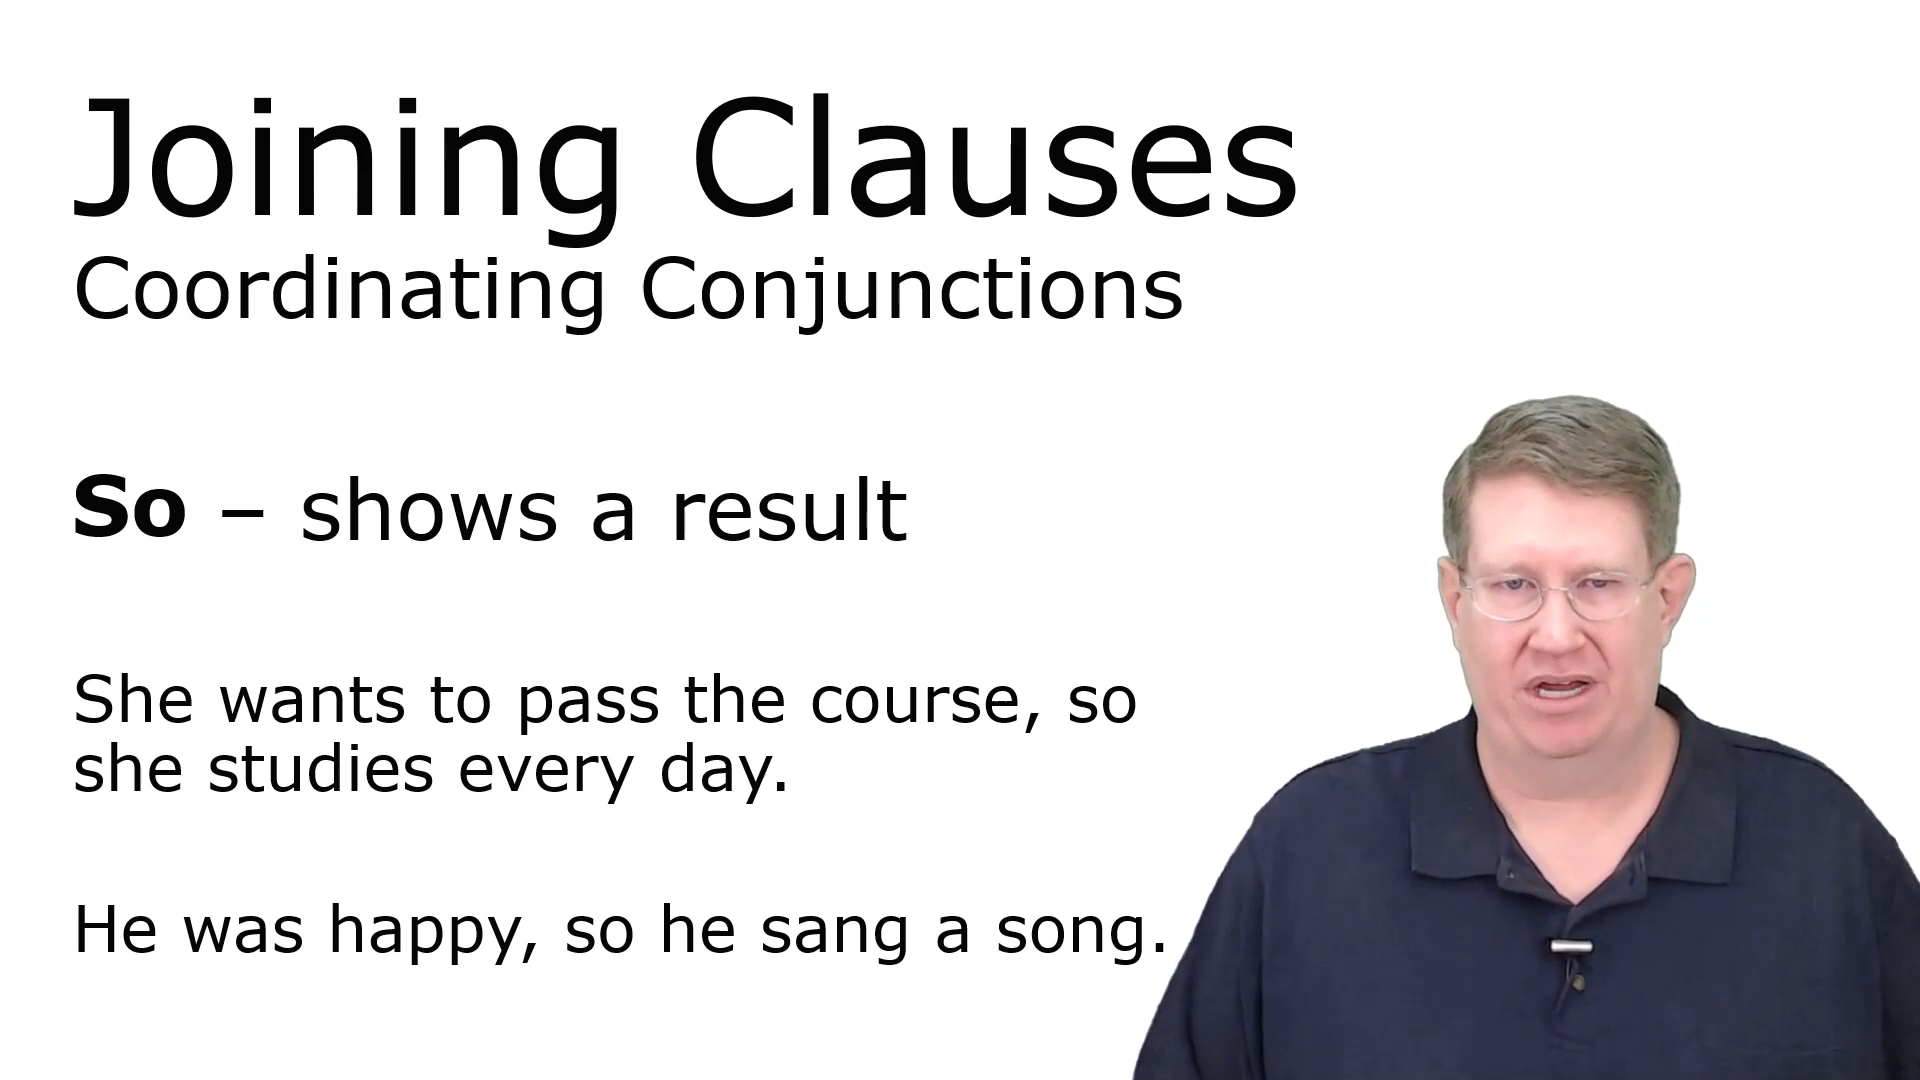 Joining Clauses
Coordinating Conjunctions
So – shows a result
She wants to pass the course, so
she studies every day.
He was happy, so he sang a song.